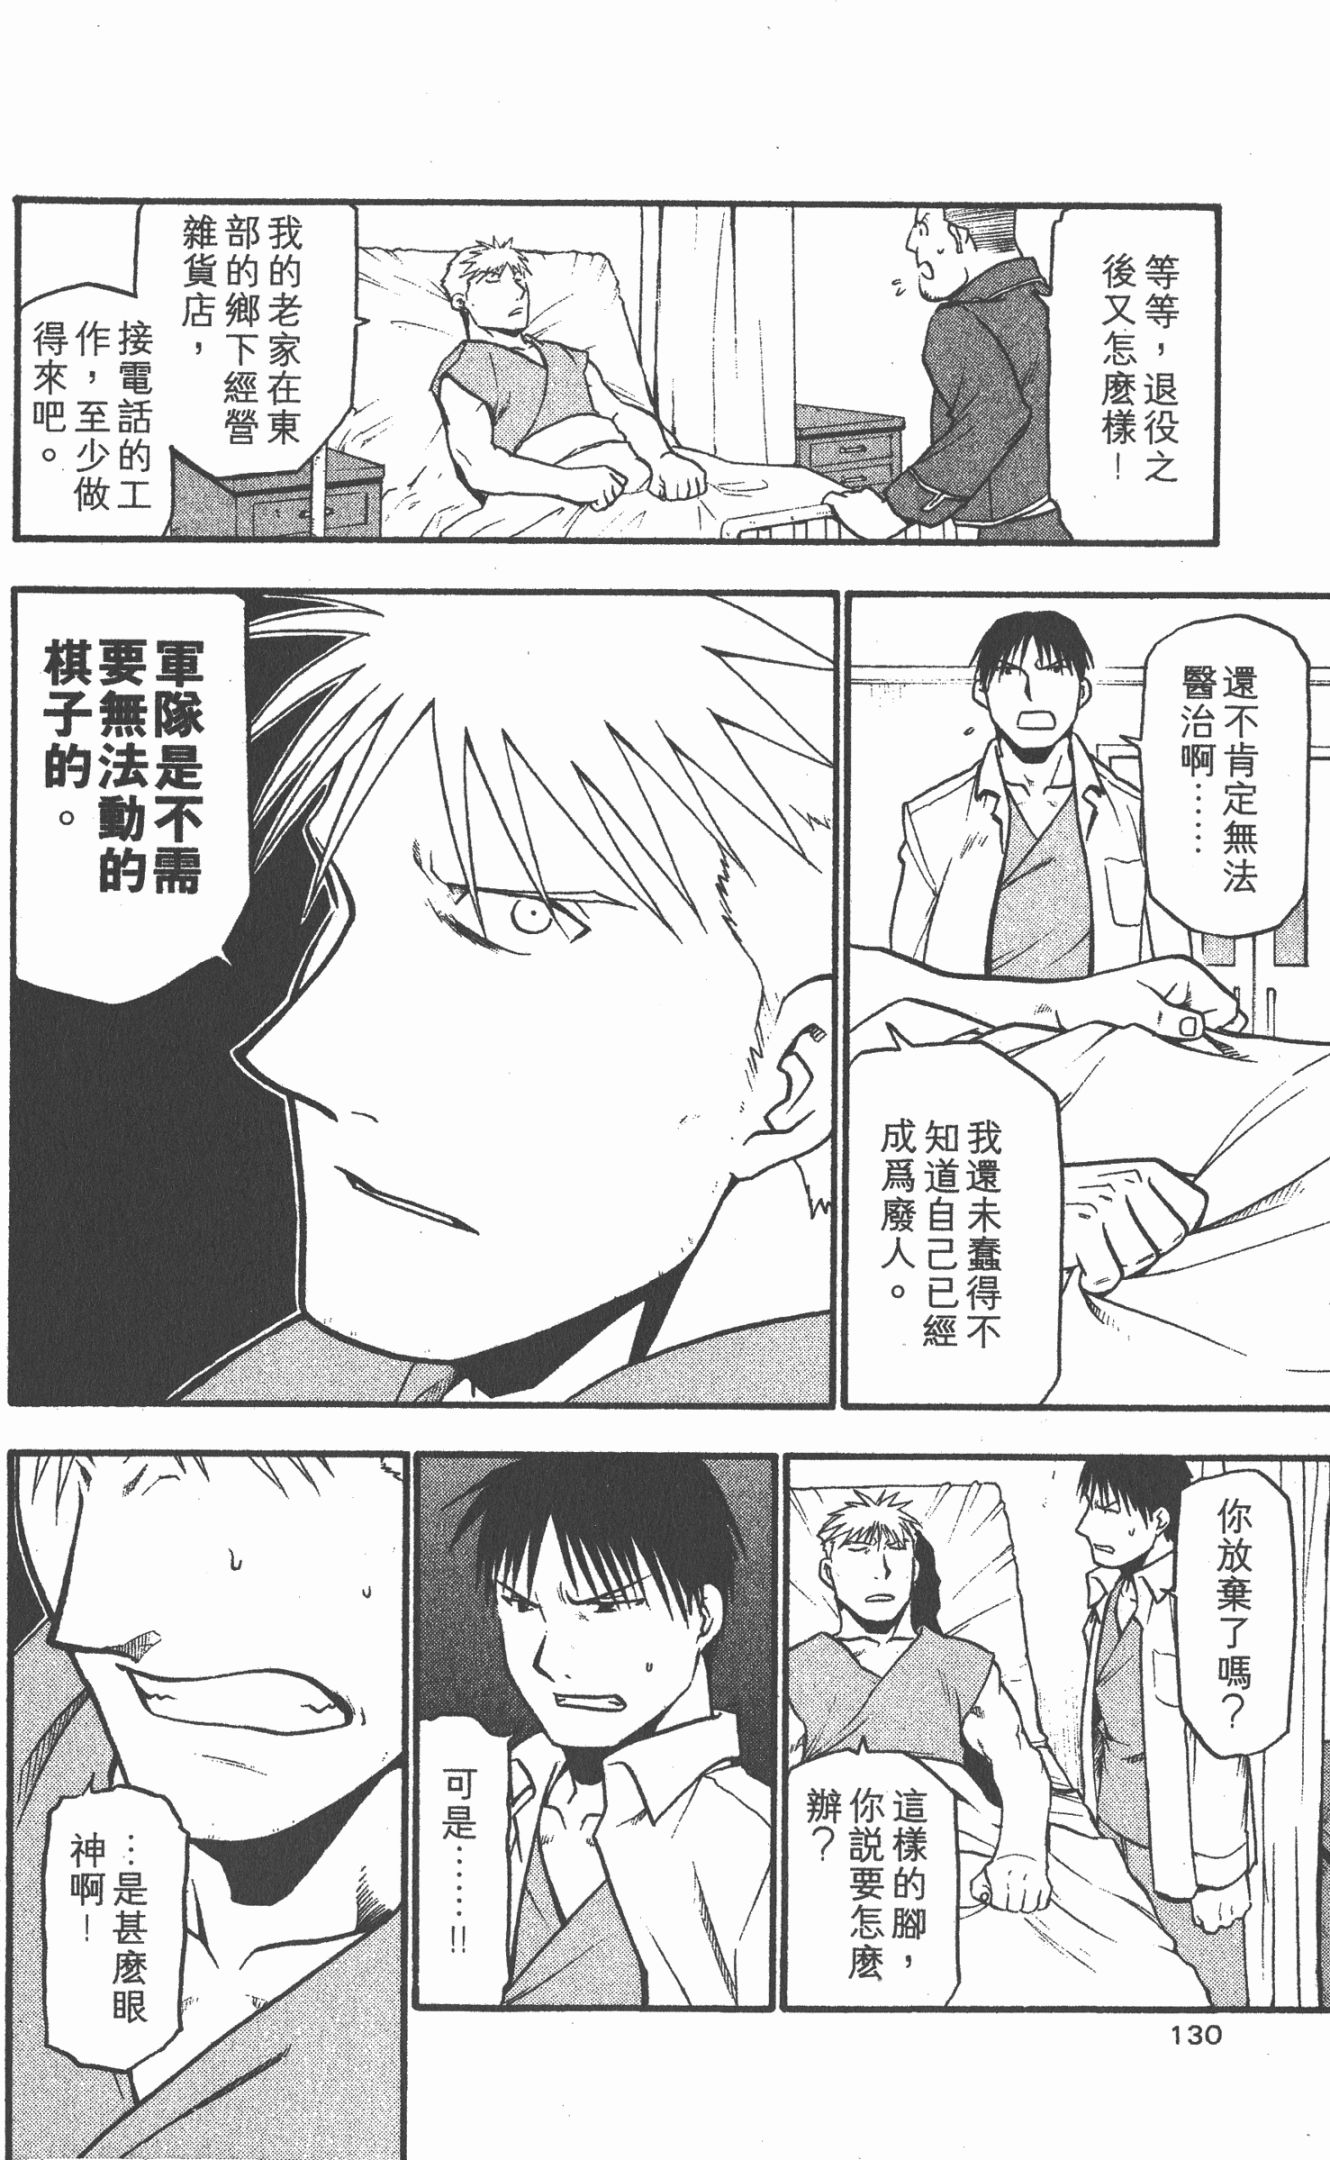 等等，退役之
後又怎麽樣！
我的老家在東
部的鄉下經營
雜貨店，
接電話的工
作，至少做
得來吧。
還不肯定無法
醫治啊……
我還未蠢得不
知道自己已經
成爲廢人。
軍隊是不需
要無法動的
棋子的。
你放棄了嗎？
這樣的腳，
你説要怎麽
辦？
可是……!!
…是甚麽眼
神啊！
130